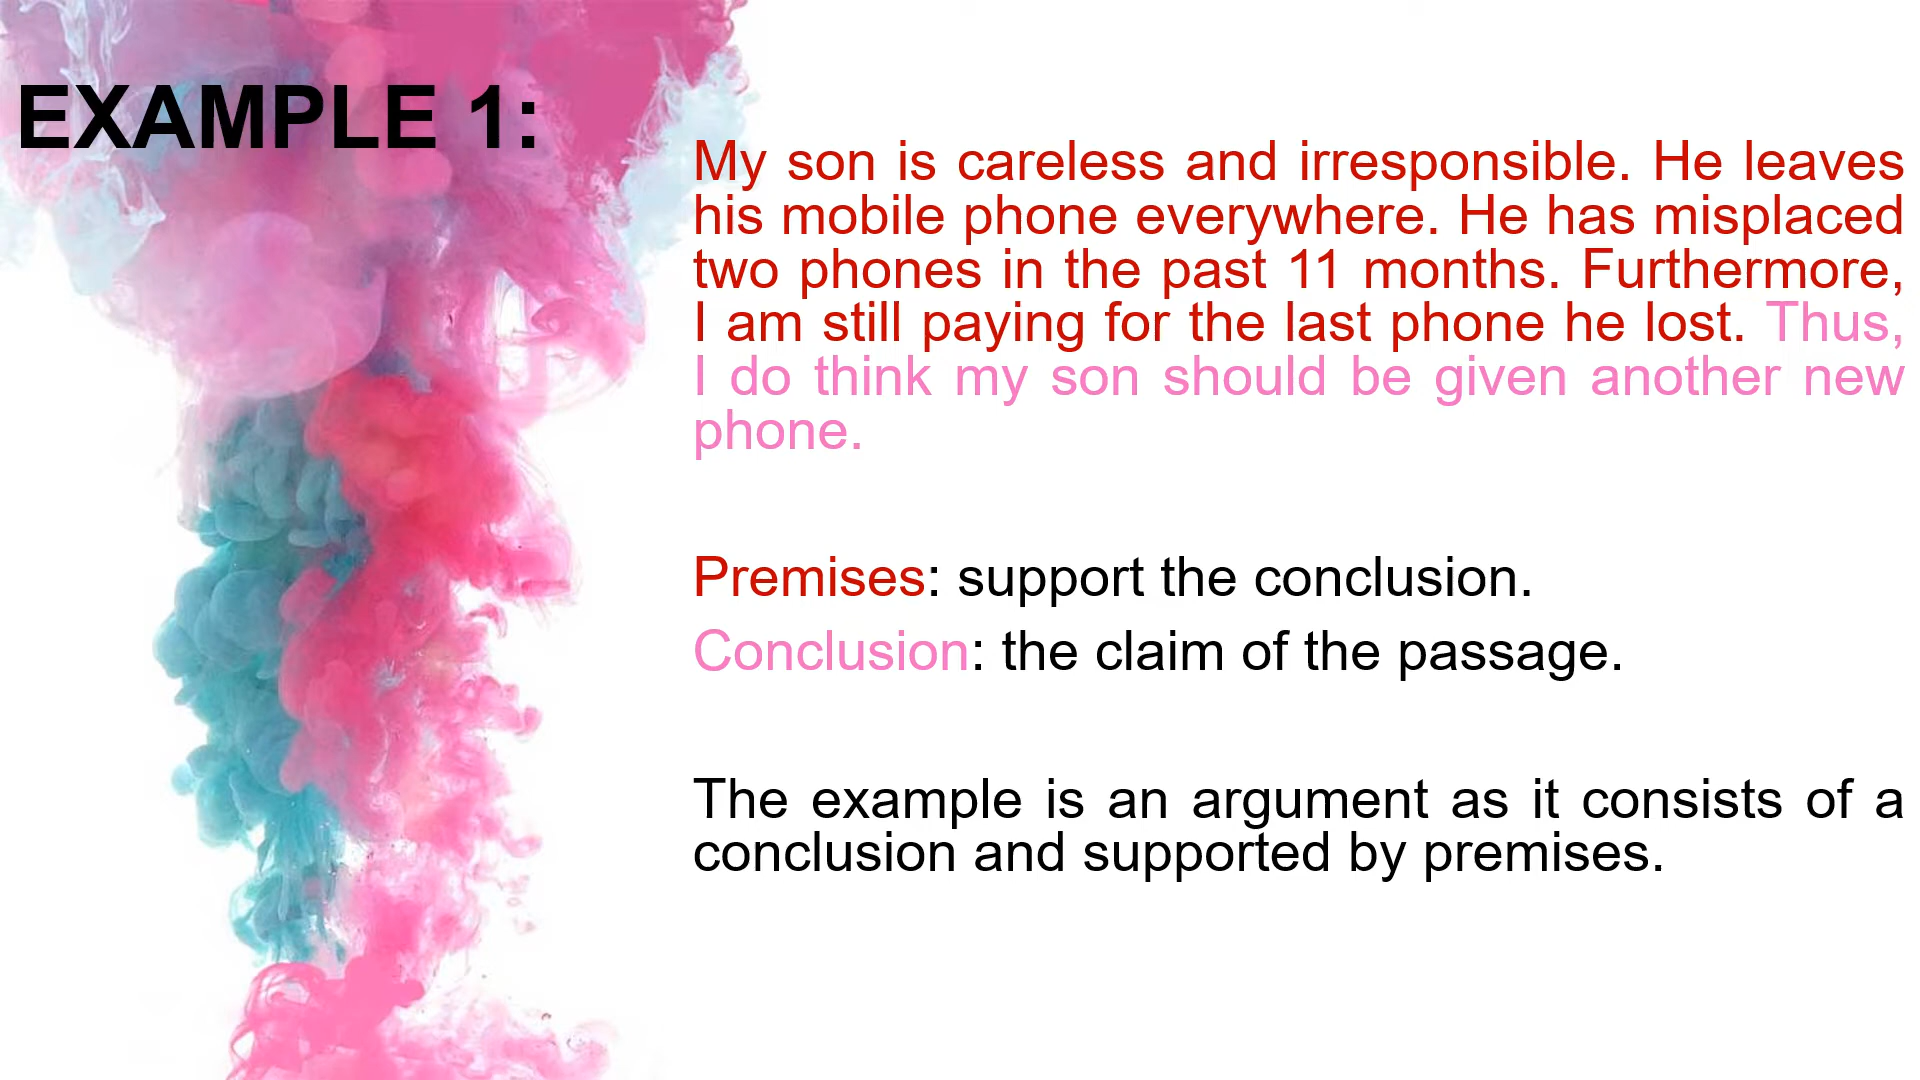 EXAMPLE 1:
My son is careless and irresponsible. He leaves
his mobile phone everywhere. He has misplaced
two phones in the past 11 months. Furthermore,
I am still paying for the last phone he lost. Thus,
I do think my son should be given another new
phone.
Premises: support the conclusion.
Conclusion: the claim of the passage.
The example is an argument as it consists of a
conclusion and supported by premises.